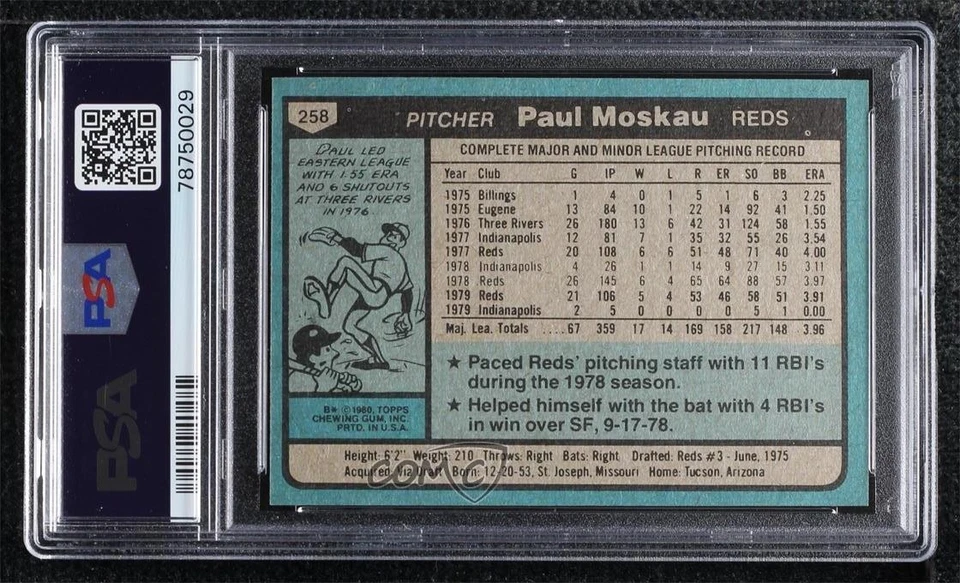 78750029
PSA
PSA
258 PITCHER Paul Moskau REDS
PAUL LED
EASTERN LEAGUE
WITH 1.55 ERA
AND 6 SHUTOUTS
AT THREE RIVERS
IN 1976
B* © 1980, TOPPS
CHEWING GUM, INC.
PRTD. IN U.S.A.
COMPLETE MAJOR AND MINOR LEAGUE PITCHING RECORD
Year Club G IP W L R ER SO BB ERA
1975 Billings 1 4 0 1 5 1 6 3 2.25
1975 Eugene 13 84 10 1 22 14 92 41 1.50
1976 Three Rivers 26 180 13 6 42 31 124 58 1.55
1977 Indianapolis 12 81 7 1 35 32 55 26 3.54
1977 Reds 20 108 6 6 51 48 71 40 4.00
1978 Indianapolis 4 26 1 1 14 9 27 15 3.11
1978 Reds 26 145 6 4 65 64 88 57 3.97
1979 Reds 21 106 5 4 53 46 58 51 3.91
1979 Indianapolis 2 5 0 0 0 0 5 1 0.00
Maj. Lea. Totals ....67 359 17 14 169 158 217 148 3.96
★ Paced Reds' pitching staff with 11 RBI's
during the 1978 season.
★ Helped himself with the bat with 4 RBI's
in win over SF, 9-17-78.
Height: 6'2" Weight: 210 Throws: Right Bats: Right Drafted: Reds #3 - June, 1975
Acquired: Via Draft Born: 12-20-53, St. Joseph, Missouri Home: Tucson, Arizona
COMC